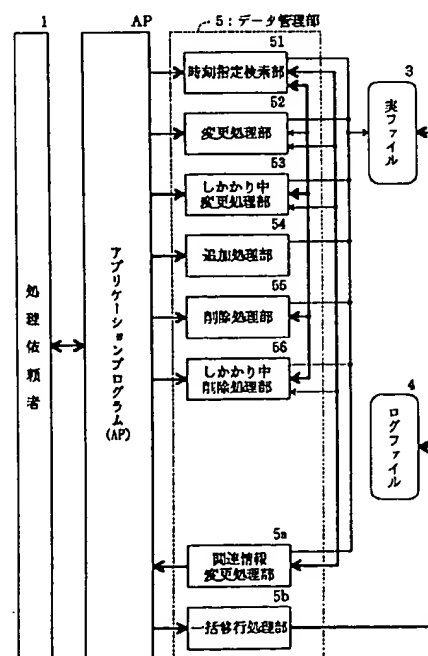 1
AP
5:データ管理部
51
時刻指定検索部
3
実ファイル
52
変更処理部
53
しかかり中
変更処理部
54
追加処理部
55
削除処理部
56
しかかり中
削除処理部
処理依頼者
アプリケーションプログラム
(AP)
4
ログファイル
5a
関連情報
変更処理部
5b
一括移行処理部